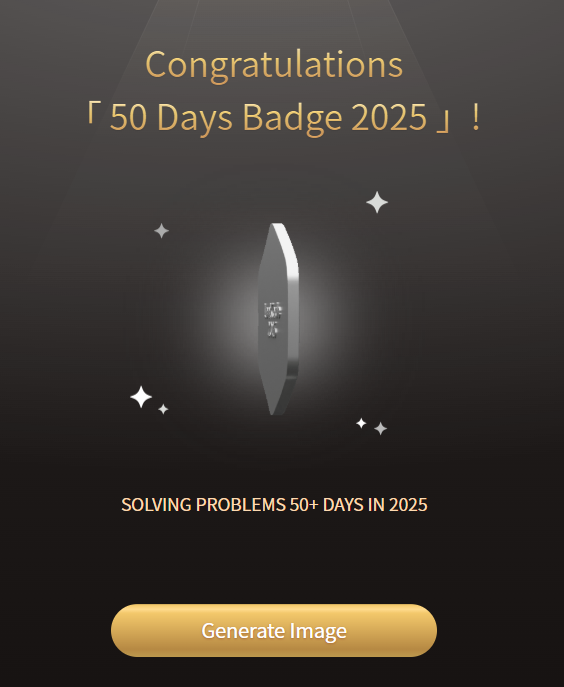 Congratulations
「 50 Days Badge 2025 」 !
SOLVING PROBLEMS 50+ DAYS IN 2025
Generate Image